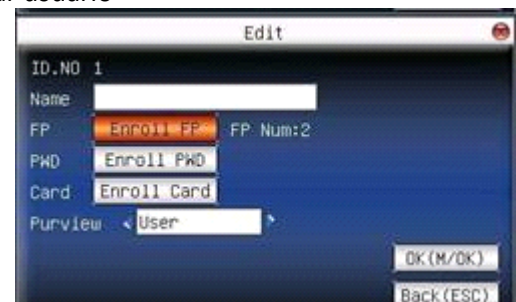 Edit
ID.NO 1
Name
FP Enroll FP FP Num:2
PWD Enroll PWD
Card Enroll Card
Purview User
OK(M/OK)
Back(ESC)